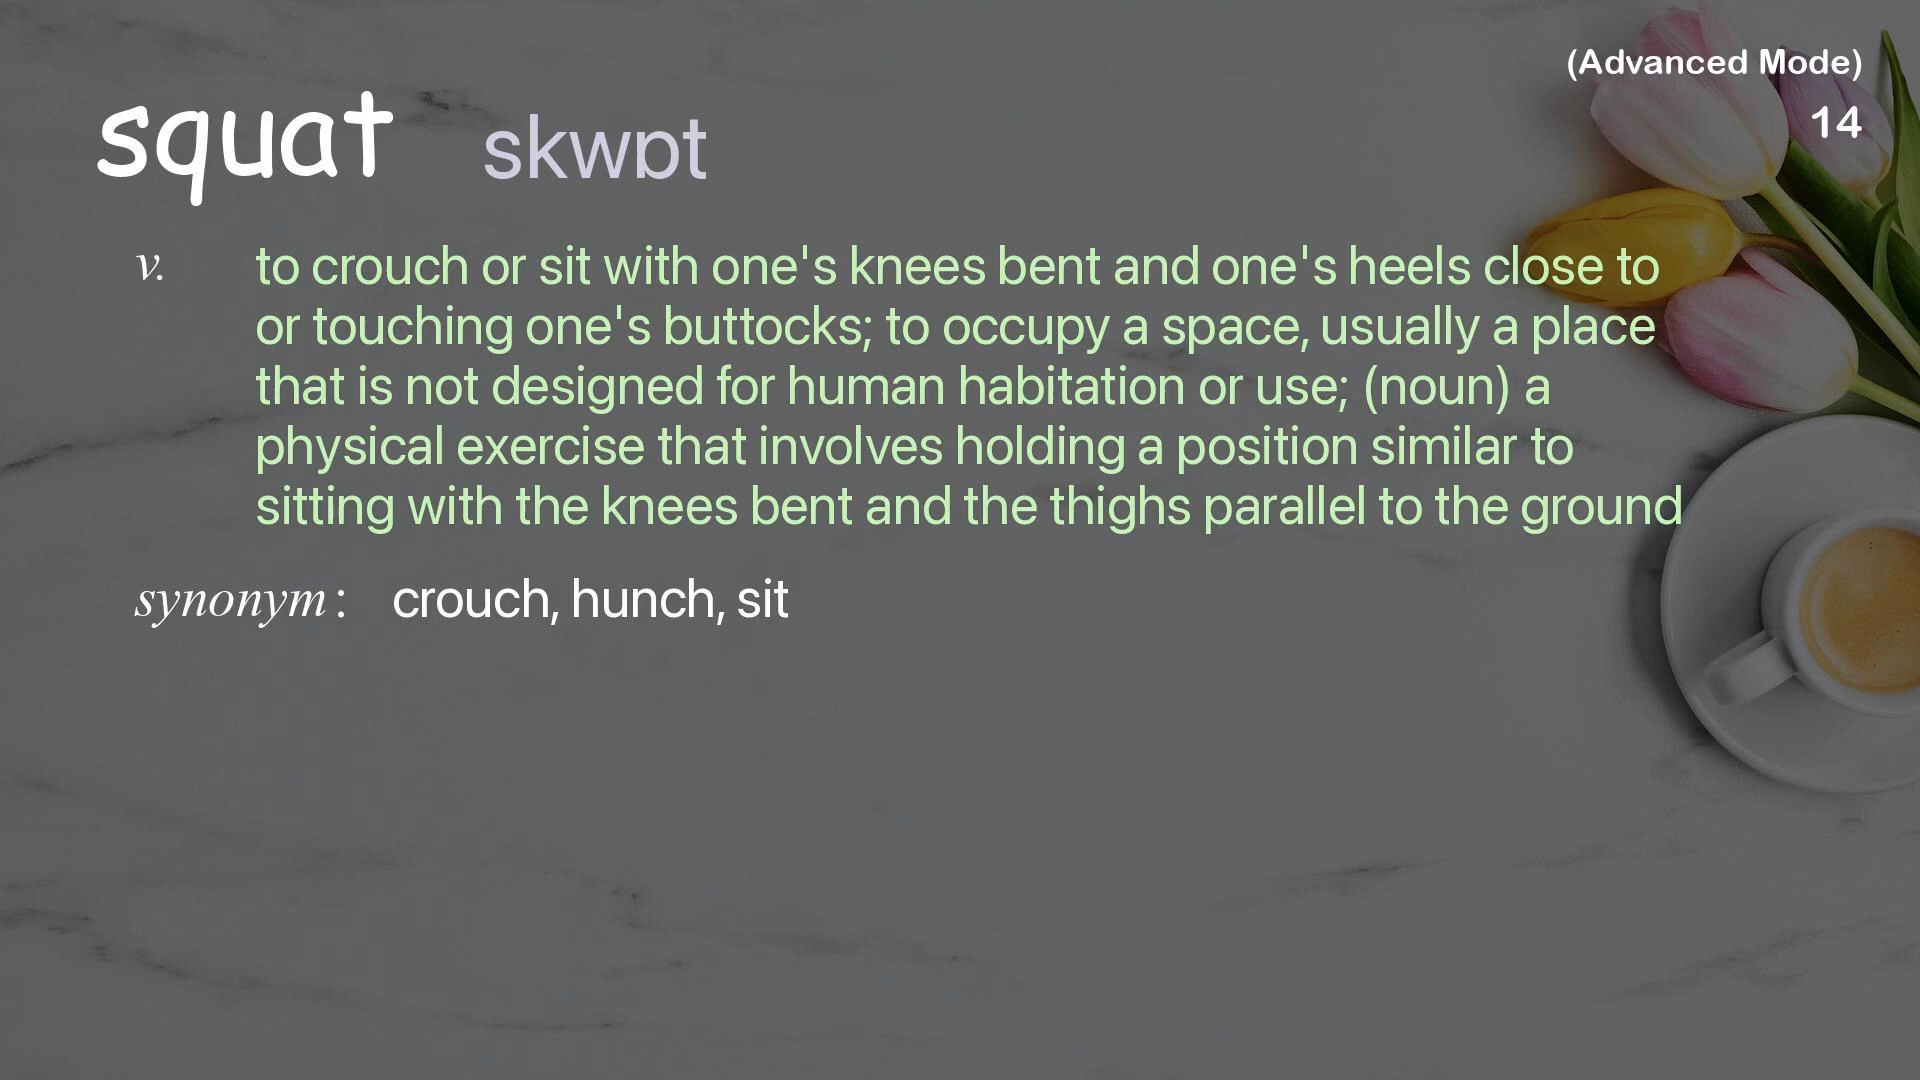 (Advanced Mode)
14
squat skwɒt
v. to crouch or sit with one's knees bent and one's heels close to
or touching one's buttocks; to occupy a space, usually a place
that is not designed for human habitation or use; (noun) a
physical exercise that involves holding a position similar to
sitting with the knees bent and the thighs parallel to the ground
synonym: crouch, hunch, sit